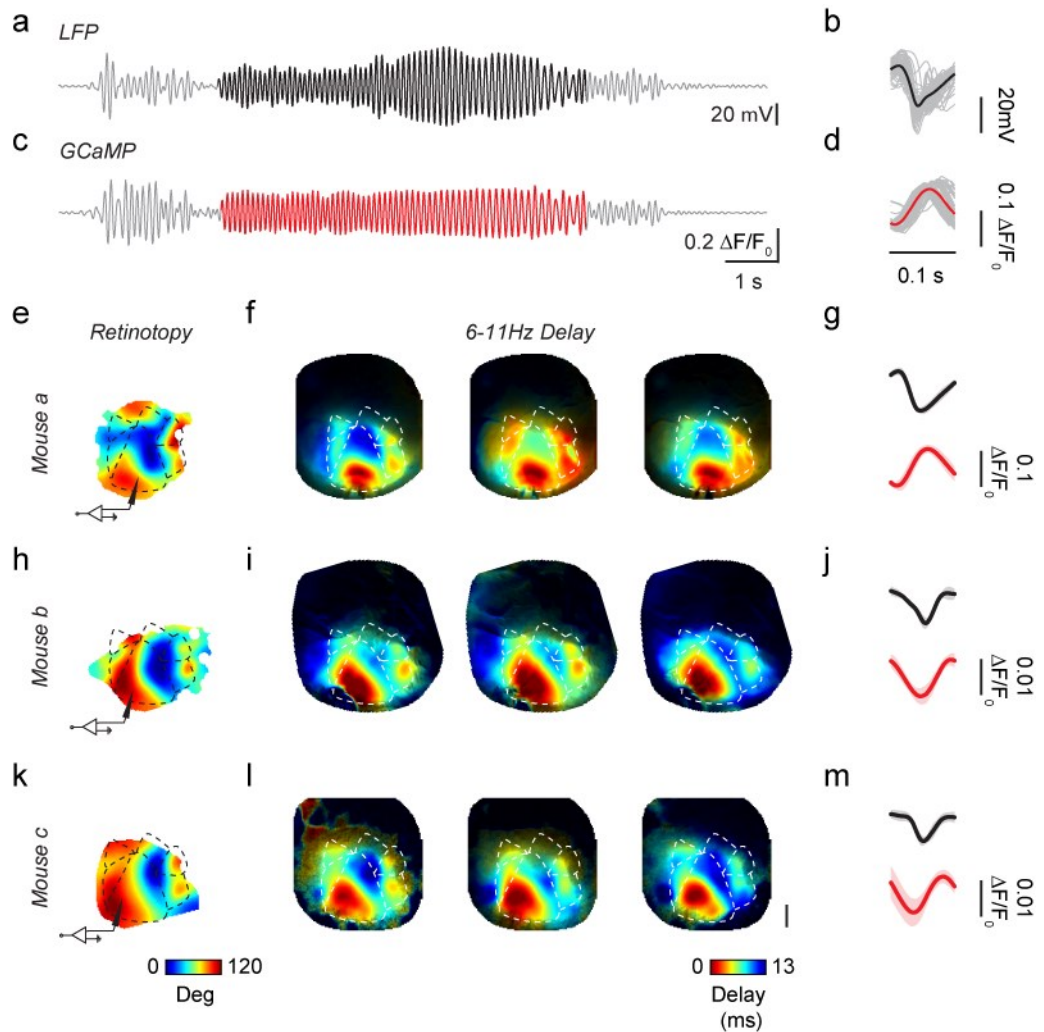 a LFP b
20 mV
20mV
c GCaMP d
0.2 ΔF/F0
1 s
0.1 ΔF/F0
0.1 s
e Retinotopy f 6-11Hz Delay g
Mouse a
0.1
ΔF/F0
h i j
Mouse b
0.01
ΔF/F0
k l m
Mouse c
0.01
ΔF/F0
0 120 0 13
Deg Delay
(ms)